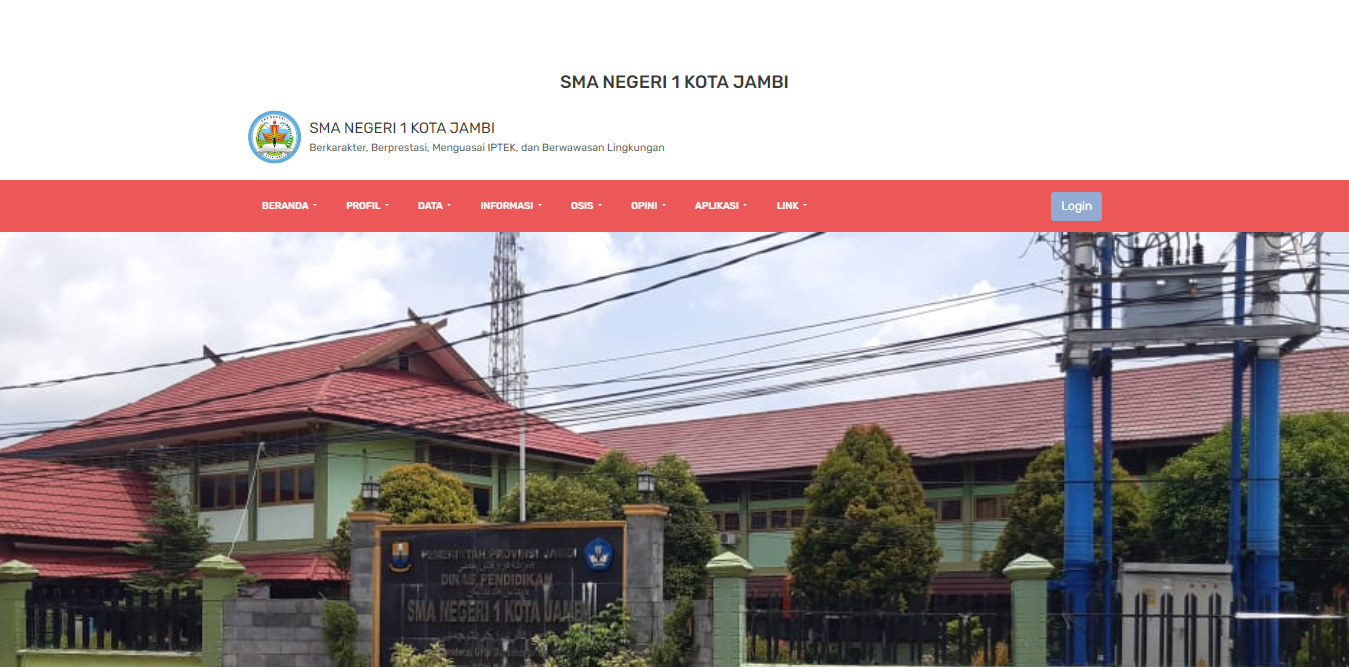 SMA NEGERI 1 KOTA JAMBI
SMA NEGERI 1 KOTA JAMBI
Berkarakter, Berprestasi, Menguasai IPTEK, dan Berwawasan Lingkungan
BERANDA PROFIL DATA INFORMASI OSIS OPINI APLIKASI LINK Login
PEMERINTAH PROVINSI JAMBI
DINAS PENDIDIKAN
SMA NEGERI 1 KOTA JAMBI